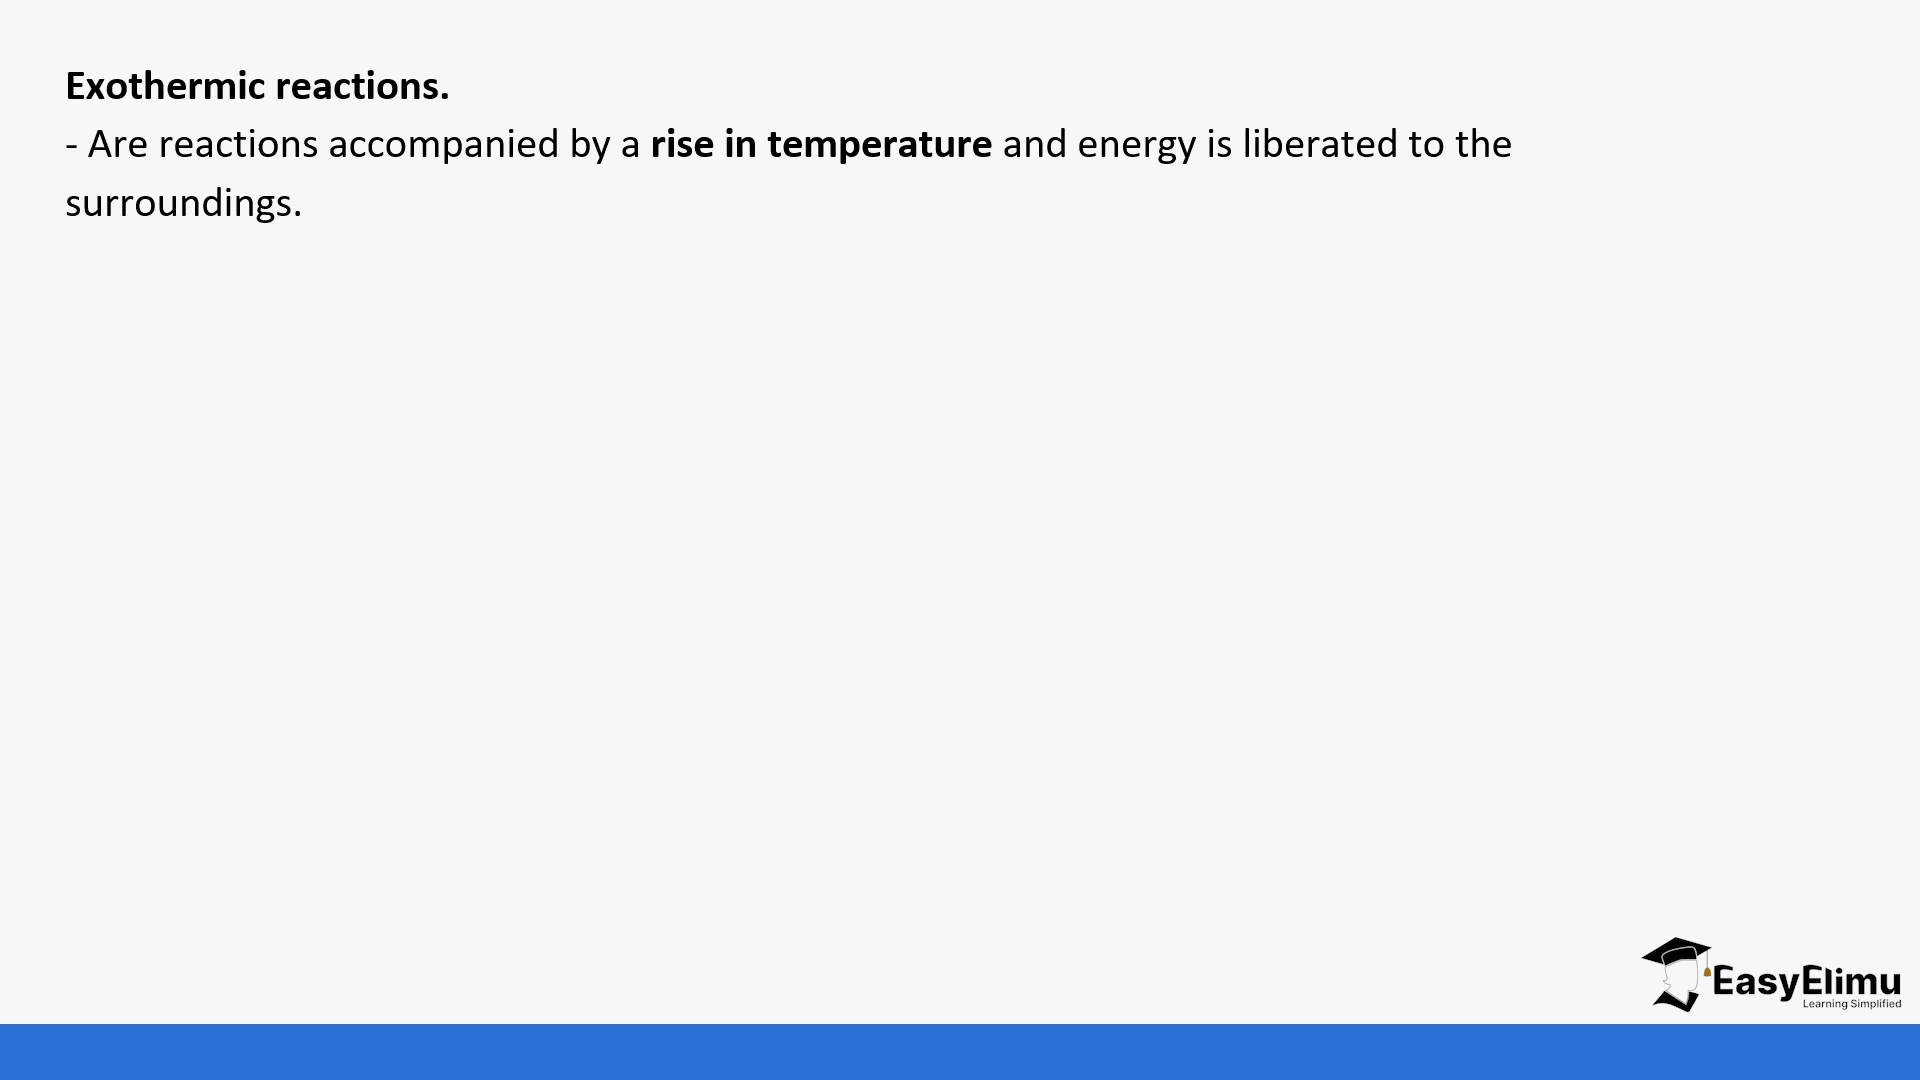 Exothermic reactions.
- Are reactions accompanied by a rise in temperature and energy is liberated to the
surroundings.
EasyElimu
Learning Simplified